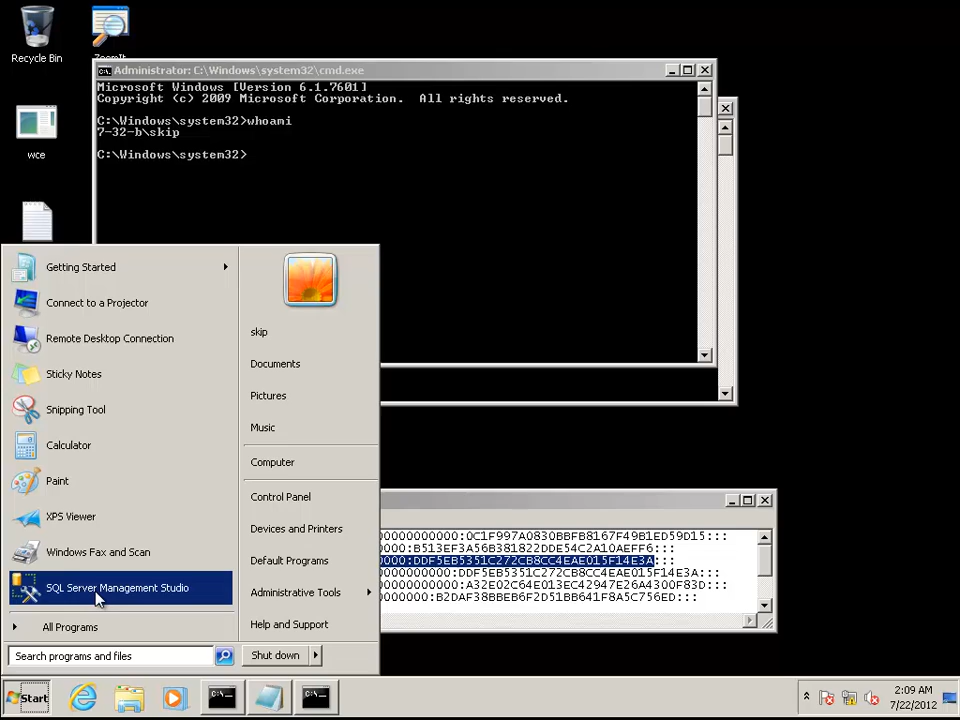 Recycle Bin
ZoomIt
wce
Administrator: C:\Windows\system32\cmd.exe
Microsoft Windows [Version 6.1.7601]
Copyright (c) 2009 Microsoft Corporation.  All rights reserved.
C:\Windows\system32>whoami
7-32-b\skip
C:\Windows\system32>
Getting Started
Connect to a Projector
Remote Desktop Connection
Sticky Notes
Snipping Tool
Calculator
Paint
XPS Viewer
Windows Fax and Scan
SQL Server Management Studio
All Programs
Search programs and files
skip
Documents
Pictures
Music
Computer
Control Panel
Devices and Printers
Default Programs
Administrative Tools
Help and Support
Shut down
00000000000:0C1F997A0830BBFB8167F49B1ED59D15:::
00000000000:B513EF3A56B381822DDE54C2A10AEFF6:::
0000:DDF5EB5351C272CB8CC4EAE015F14E3A:::
000000000:DDF5EB5351C272CB8CC4EAE015F14E3A:::
00000000000:A32E02C64E013EC42947E26A4300F83D:::
0000000:B2DAF38BBEB6F2D51BB641F8A5C756ED:::
Start
2:09 AM
7/22/2012